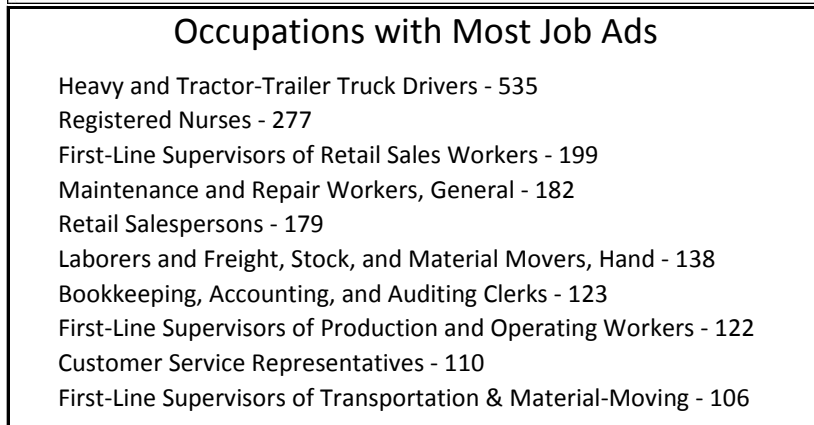 Occupations with Most Job Ads
Heavy and Tractor-Trailer Truck Drivers - 535
Registered Nurses - 277
First-Line Supervisors of Retail Sales Workers - 199
Maintenance and Repair Workers, General - 182
Retail Salespersons - 179
Laborers and Freight, Stock, and Material Movers, Hand - 138
Bookkeeping, Accounting, and Auditing Clerks - 123
First-Line Supervisors of Production and Operating Workers - 122
Customer Service Representatives - 110
First-Line Supervisors of Transportation & Material-Moving - 106